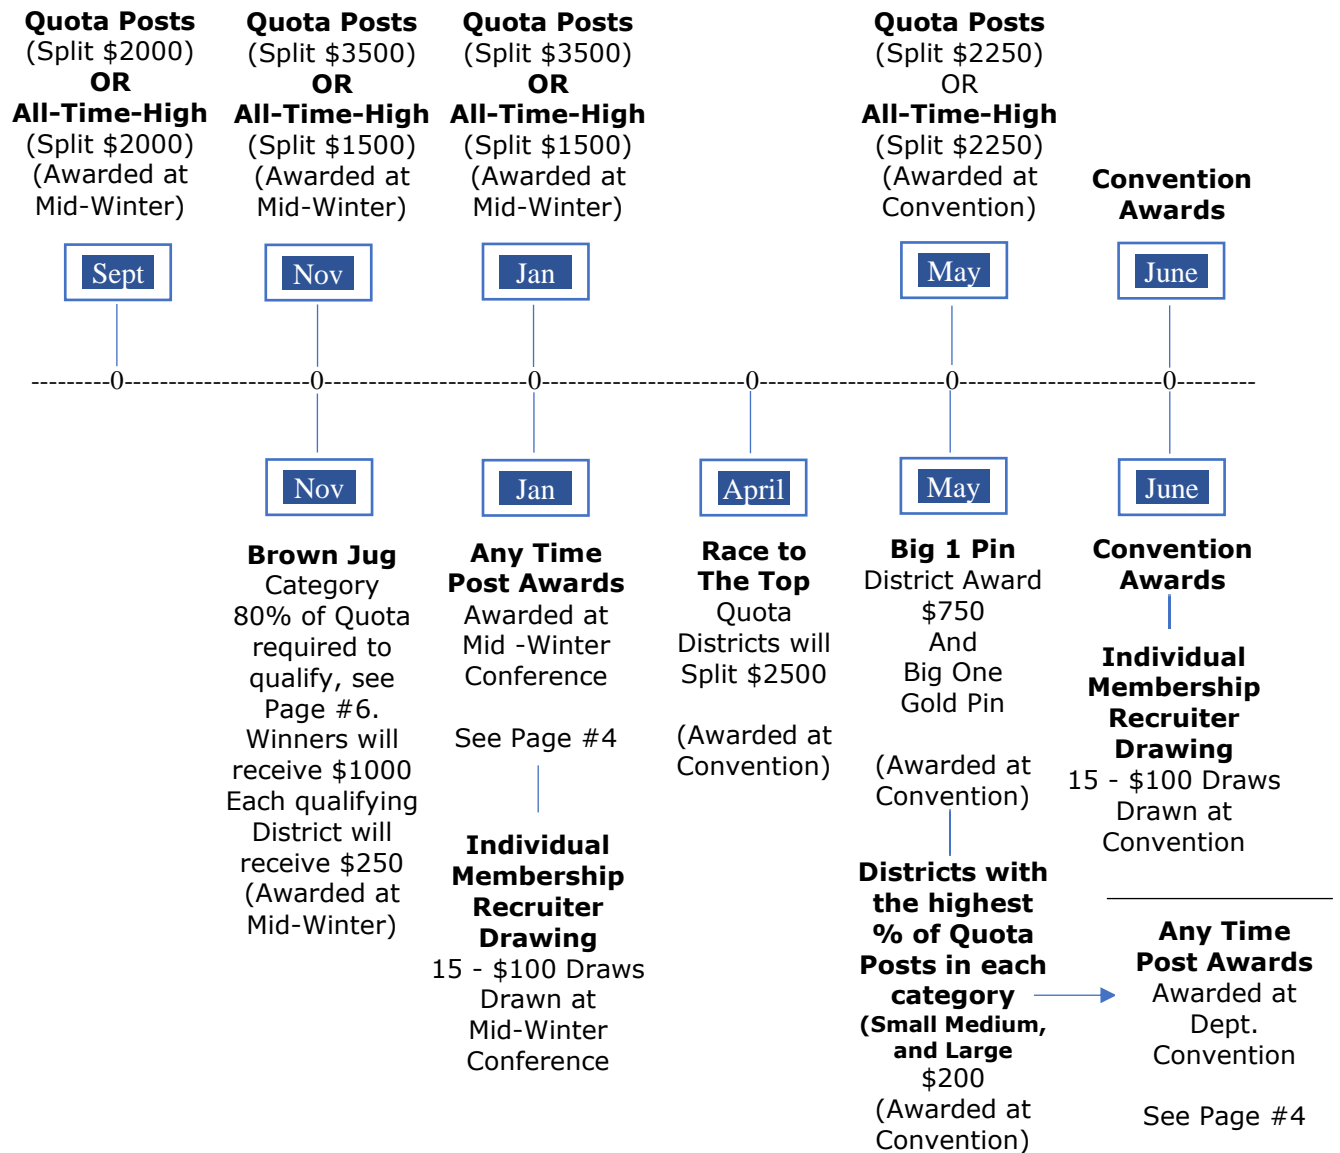 Quota Posts
(Split $2000)
OR
All-Time-High
(Split $2000)
(Awarded at
Mid-Winter)
Quota Posts
(Split $3500)
OR
All-Time-High
(Split $1500)
(Awarded at
Mid-Winter)
Quota Posts
(Split $3500)
OR
All-Time-High
(Split $1500)
(Awarded at
Mid-Winter)
Quota Posts
(Split $2250)
OR
All-Time-High
(Split $2250)
(Awarded at
Convention)
Convention
Awards
Sept
Nov
Jan
May
June
---------0--------------------0---------------------0---------------------0-------------------0---------------------0---------
Nov
Jan
April
May
June
Brown Jug
Category
80% of Quota
required to
qualify, see
Page #6.
Winners will
receive $1000
Each qualifying
District will
receive $250
(Awarded at
Mid-Winter)
Any Time
Post Awards
Awarded at
Mid -Winter
Conference
See Page #4
Individual
Membership
Recruiter
Drawing
15 - $100 Draws
Drawn at
Mid-Winter
Conference
Race to
The Top
Quota
Districts will
Split $2500
(Awarded at
Convention)
Big 1 Pin
District Award
$750
And
Big One
Gold Pin
(Awarded at
Convention)
Districts with
the highest
% of Quota
Posts in each
category
(Small Medium,
and Large
$200
(Awarded at
Convention)
Convention
Awards
Individual
Membership
Recruiter
Drawing
15 - $100 Draws
Drawn at
Convention
Any Time
Post Awards
Awarded at
Dept.
Convention
See Page #4